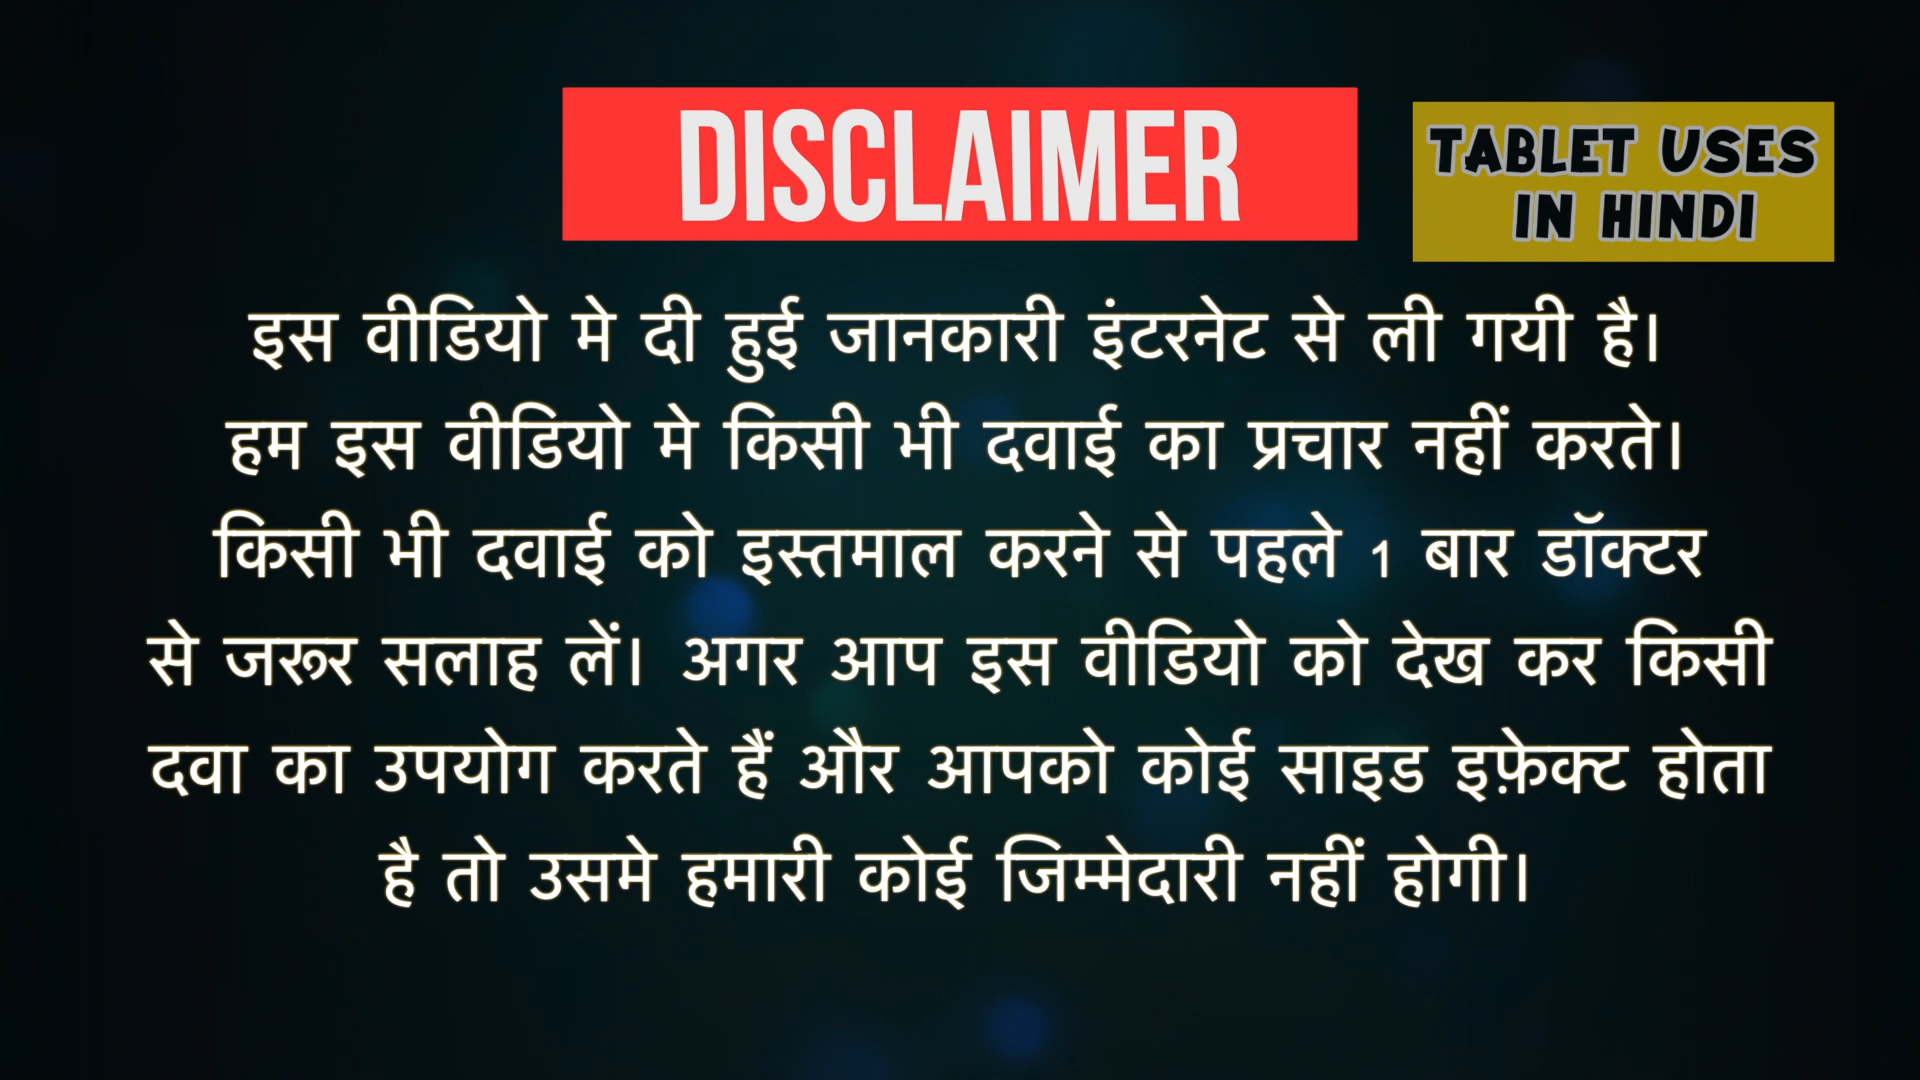 DISCLAIMER
TABLET USES
IN HINDI
इस वीडियो मे दी हुई जानकारी इंटरनेट से ली गयी है।
हम इस वीडियो मे किसी भी दवाई का प्रचार नहीं करते।
किसी भी दवाई को इस्तमाल करने से पहले 1 बार डॉक्टर
से जरूर सलाह लें। अगर आप इस वीडियो को देख कर किसी
दवा का उपयोग करते हैं और आपको कोई साइड इफ़ेक्ट होता
है तो उसमे हमारी कोई जिम्मेदारी नहीं होगी।